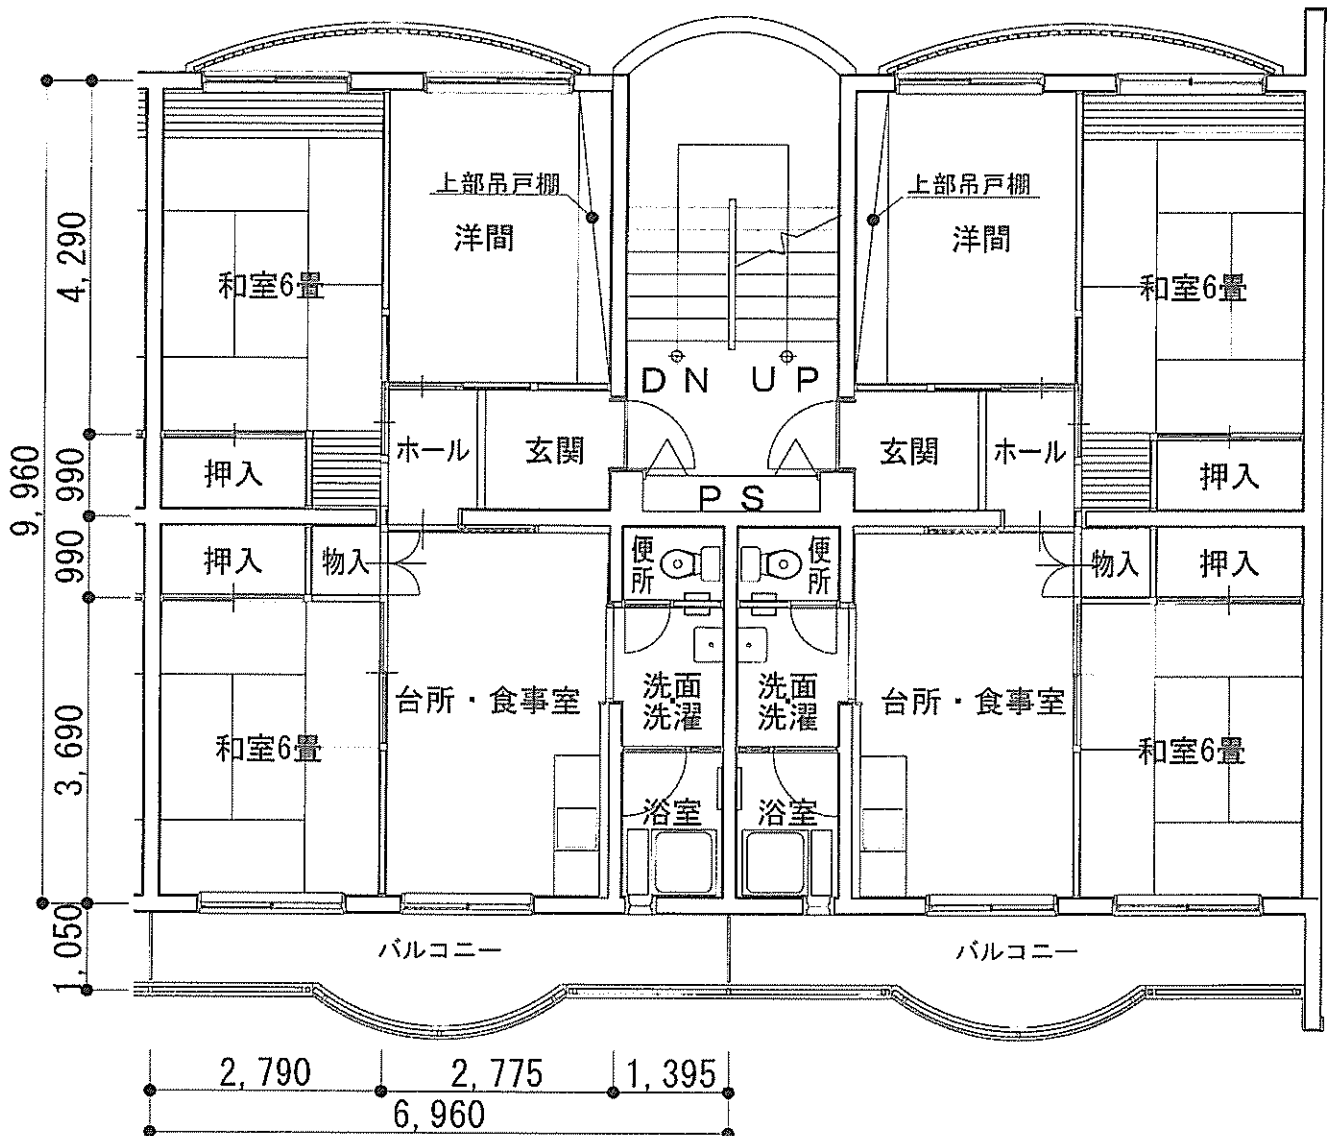 上部吊戸棚
上部吊戸棚
洋間
洋間
和室6畳
和室6畳
4,290
DN UP
ホール
玄関
玄関
ホール
押入
押入
990
9,960
PS
押入
物入
便所
便所
物入
押入
990
洗面
洗濯
洗面
洗濯
台所・食事室
台所・食事室
和室6畳
和室6畳
3,690
浴室
浴室
1,050
バルコニー
バルコニー
2,790
2,775
1,395
6,960